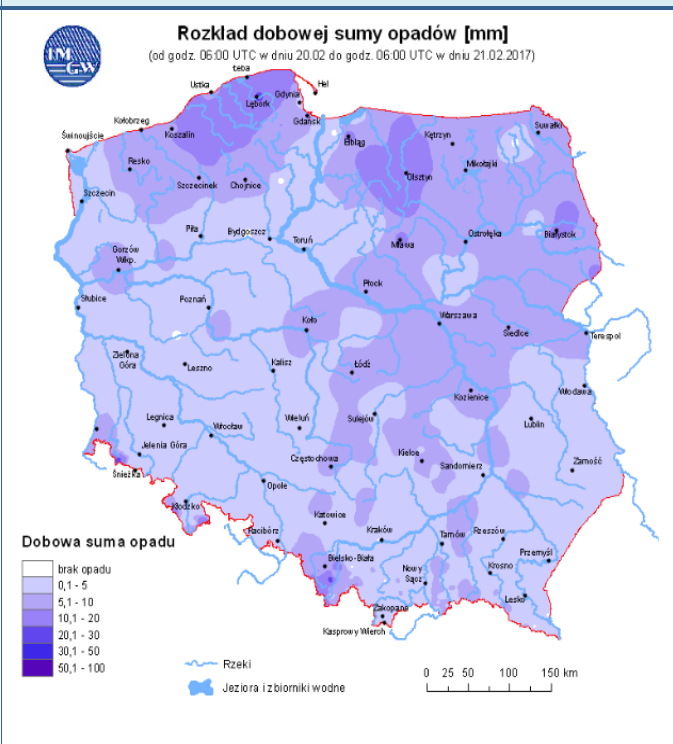 Rozkład dobowej sumy opadów [mm]
(od godz. 06:00 UTC w dniu 20.02 do godz. 06:00 UTC w dniu 21.02.2017)
IM
GW
Łeba
Ustka
Hel
Lębork
Gdynia
Gdańsk
Kołobrzeg
Koszalin
Świnoujście
Elbląg
Kętrzyn
Suwałki
Resko
Mikołajki
Olsztyn
Szczecinek
Chojnice
Szczecin
Piła
Bydgoszcz
Toruń
Mława
Ostrołęka
Białystok
Gorzów
Wlkp.
Płock
Słubice
Poznań
Koło
Warszawa
Siedlce
Terespol
Zielona
Góra
Leszno
Kalisz
Łódź
Włodawa
Kozienice
Legnica
Wrocław
Wieluń
Sulejów
Lublin
Jelenia Góra
Śnieżka
Częstochowa
Kielce
Sandomierz
Zamość
Opole
Kłodzko
Katowice
Racibórz
Kraków
Tarnów
Rzeszów
Przemyśl
Bielsko-Biała
Nowy
Sącz
Krosno
Lesko
Zakopane
Kasprowy Wierch
Dobowa suma opadu
brak opadu
0,1 - 5
5,1 - 10
10,1 - 20
20,1 - 30
30,1 - 50
50,1 - 100
Rzeki
Jeziora i zbiorniki wodne
0 25 50 100 150 km